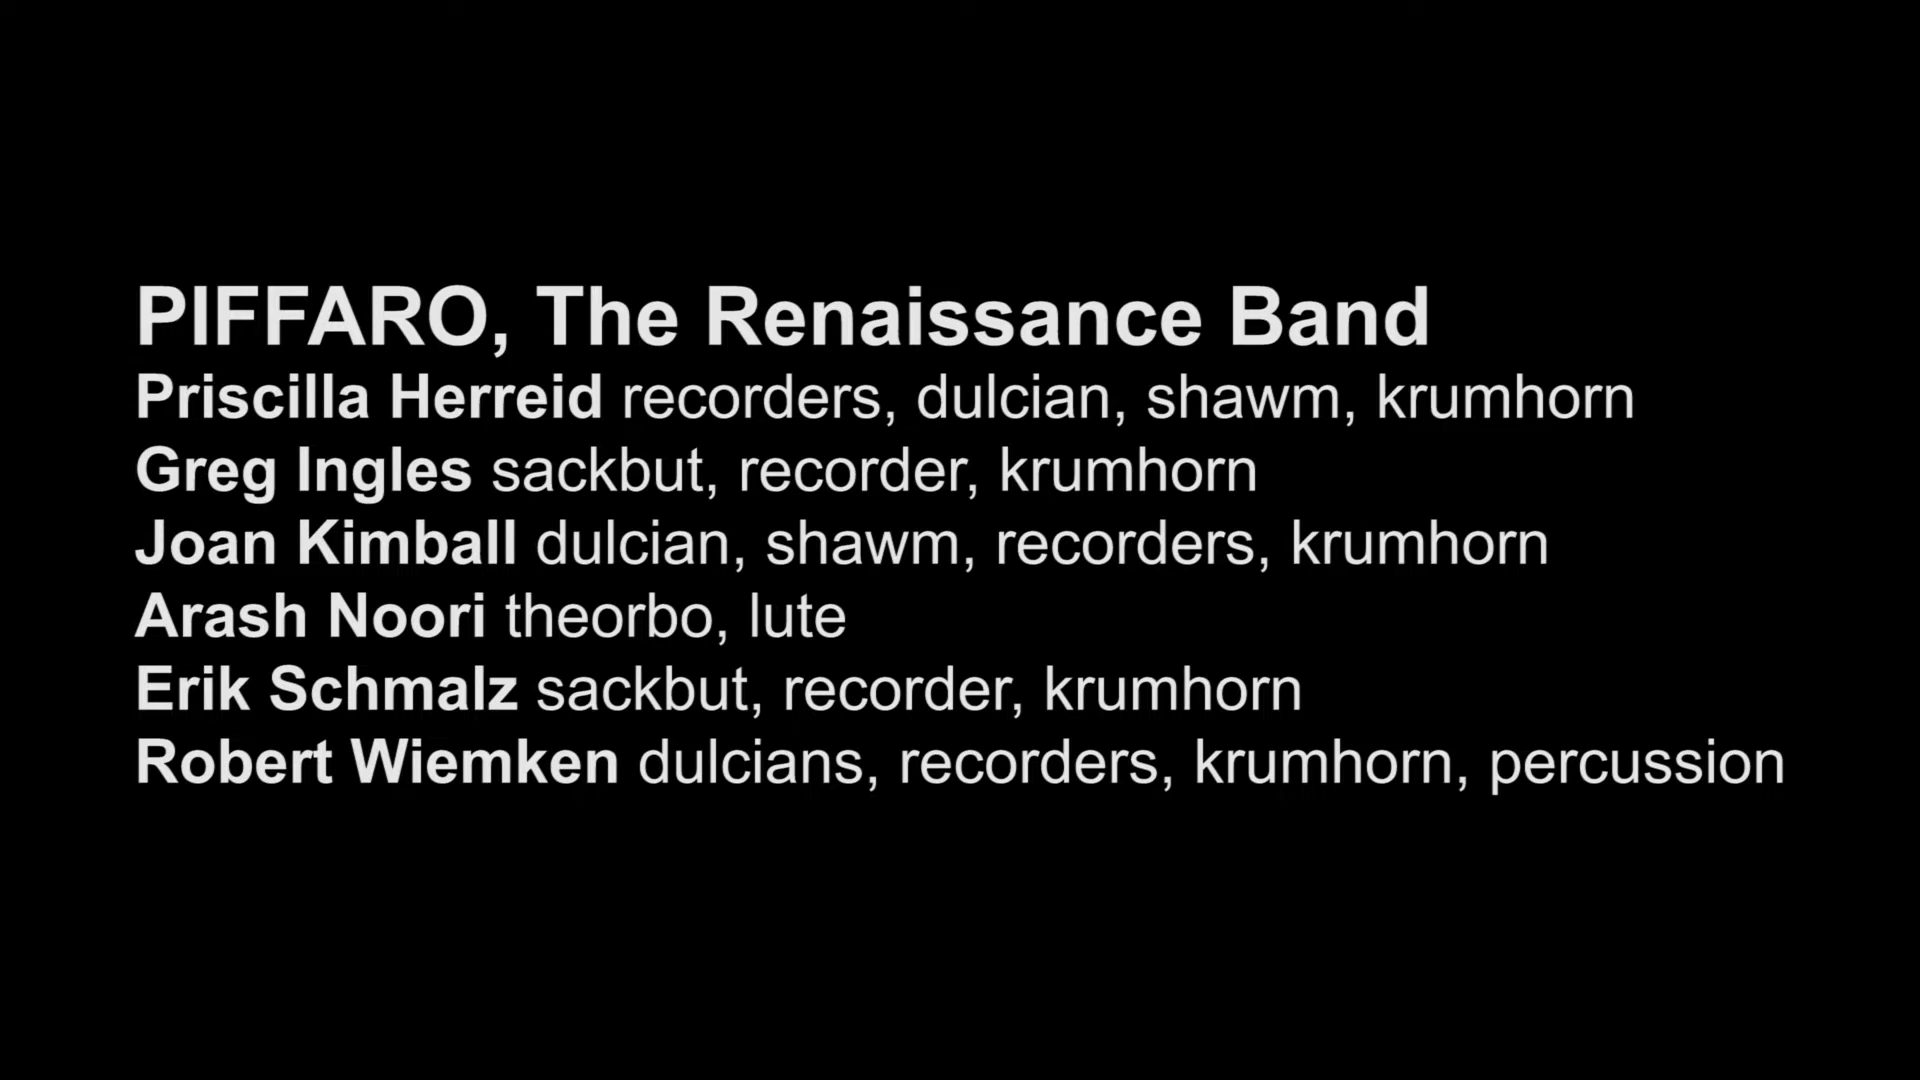 PIFFARO, The Renaissance Band
Priscilla Herreid recorders, dulcian, shawm, krumhorn
Greg Ingles sackbut, recorder, krumhorn
Joan Kimball dulcian, shawm, recorders, krumhorn
Arash Noori theorbo, lute
Erik Schmalz sackbut, recorder, krumhorn
Robert Wiemken dulcians, recorders, krumhorn, percussion